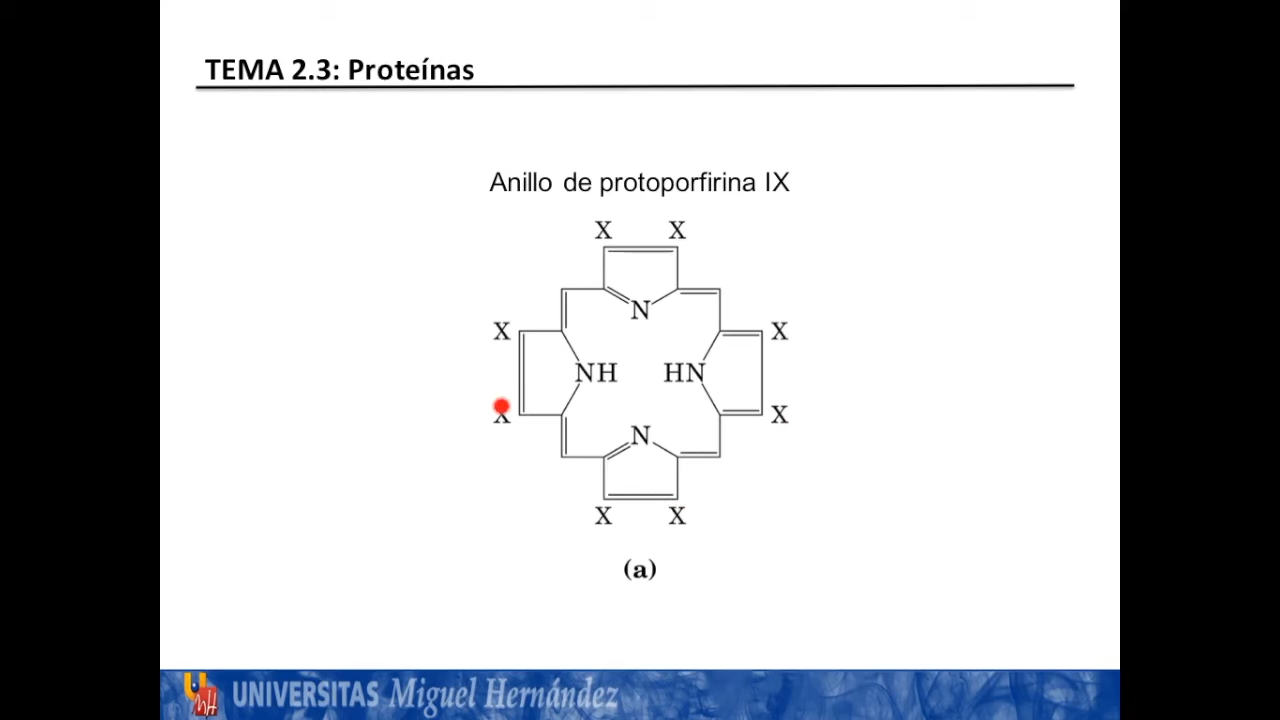 TEMA 2.3: Proteínas
Anillo de protoporfirina IX
X X
N
X X
NH HN
X X
N
X X
(a)
UNIVERSITAS Miguel Hernández